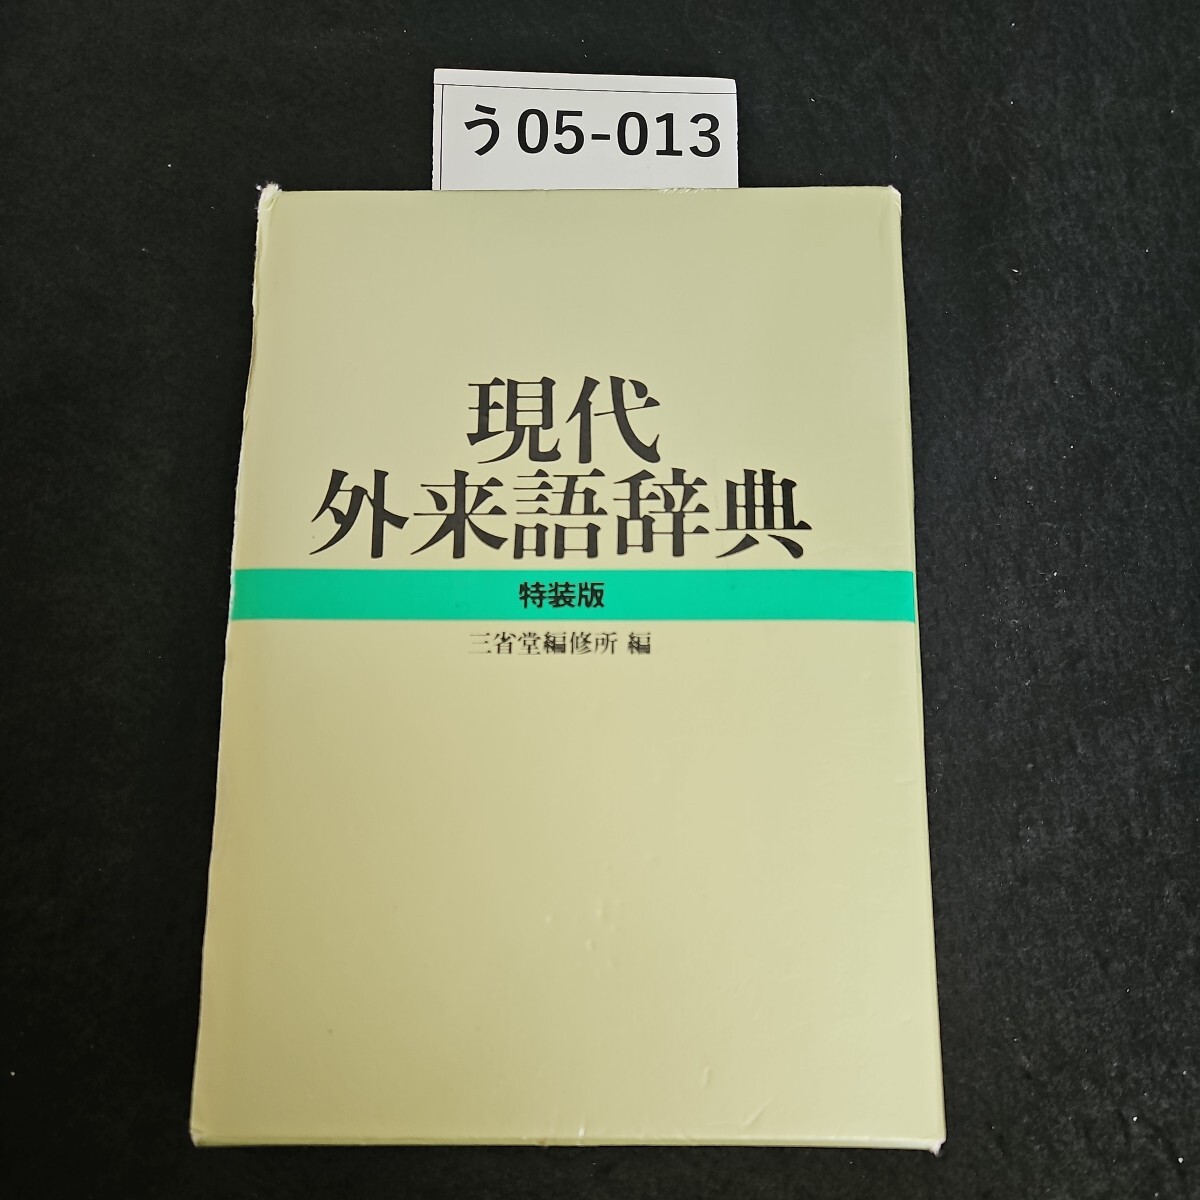 う05-013
現代
外来語辞典
特装版
三省堂編修所 編